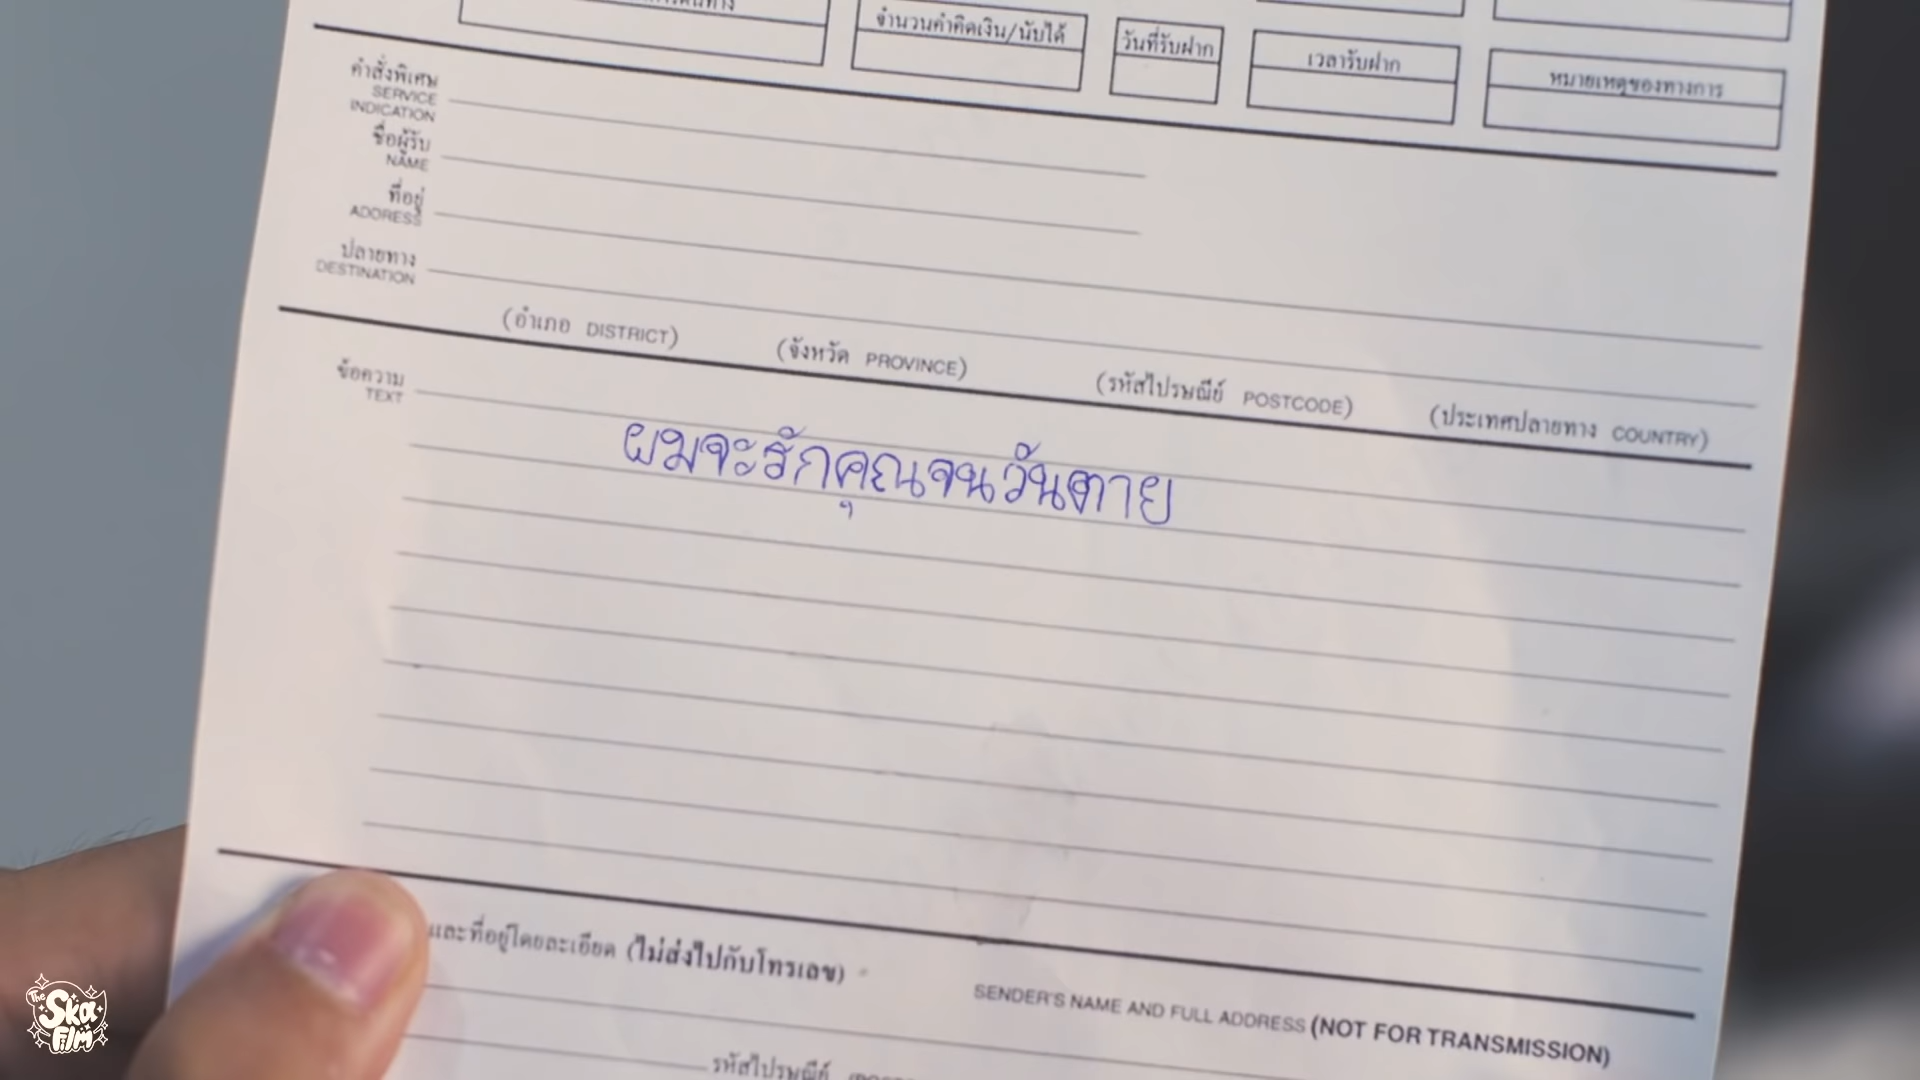 จำนวนคำคิดเงิน/นับได้
วันที่รับฝาก
เวลารับฝาก
หมายเหตุของทางการ
คำสั่งพิเศษ
SERVICE
INDICATION
ชื่อผู้รับ
NAME
ที่อยู่
ADDRESS
ปลายทาง
DESTINATION
(อำเภอ DISTRICT) (จังหวัด PROVINCE) (รหัสไปรษณีย์ POSTCODE) (ประเทศปลายทาง COUNTRY)
ข้อความ
TEXT
ผมจะรักคุณจนวันตาย
และที่อยู่โดยละเอียด (ไม่ส่งไปกับโทรเลข)
SENDER'S NAME AND FULL ADDRESS (NOT FOR TRANSMISSION)
รหัสไปรษณีย์
The
Ska
Film